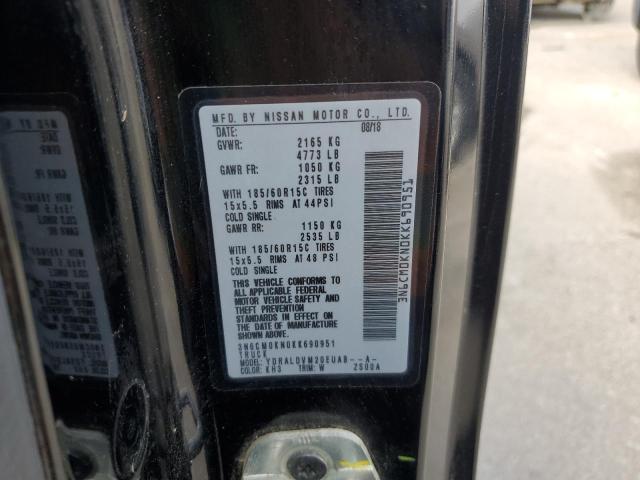 MFD. BY NISSAN MOTOR CO., LTD.
DATE: 08/18
GVWR: 2165 KG
4773 LB
GAWR FR: 1050 KG
2315 LB
WITH 185/60R15C TIRES
15x5.5 RIMS AT 44PSI
COLD SINGLE
GAWR RR: 1150 KG
2535 LB
WITH 185/60R15C TIRES
15x5.5 RIMS AT 48 PSI
COLD SINGLE
THIS VEHICLE CONFORMS TO
ALL APPLICABLE FEDERAL
MOTOR VEHICLE SAFETY AND
THEFT PREVENTION
STANDARDS IN EFFECT ON
THE DATE OF MANUFACTURE
SHOWN ABOVE.
3N6CM0KN0KK690951
TRUCK
MODEL: YDRALDVM20EUAB--A-
COLOR: KH3 TRIM: W 2S00A
3N6CM0KN0KK690951